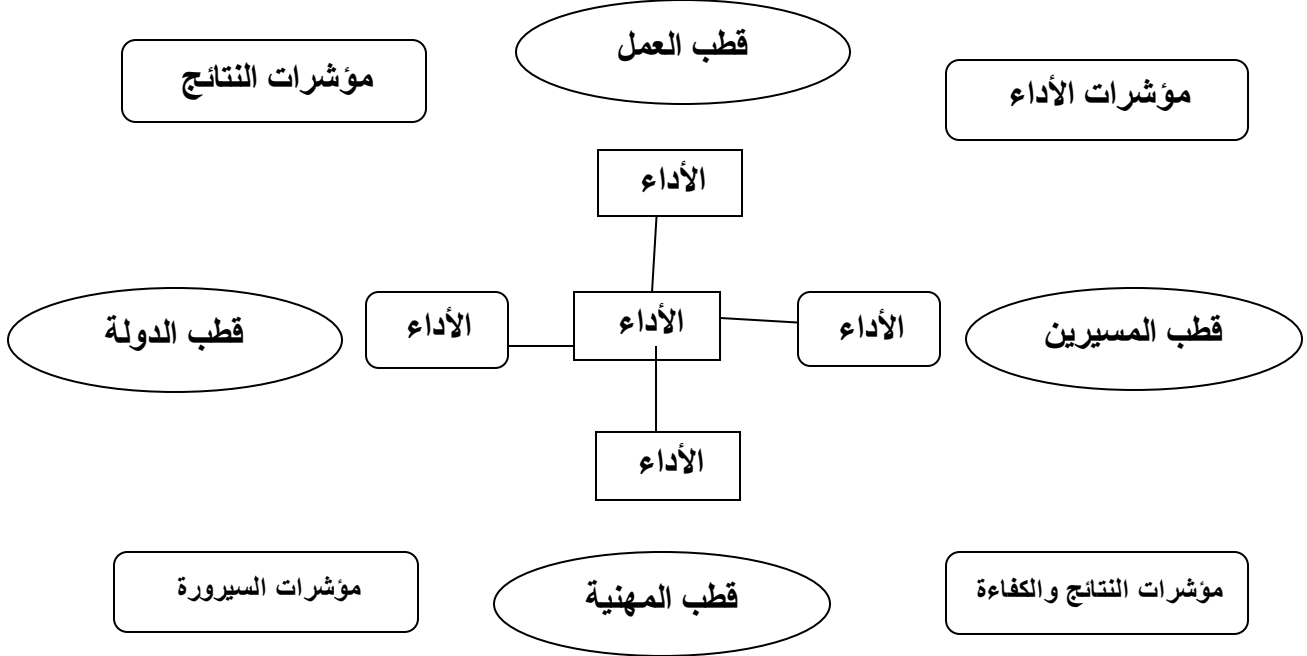 قطب العمل
مؤشرات الأداء
مؤشرات النتائج
الأداء
قطب المسيرين
الأداء
الأداء
الأداء
قطب الدولة
الأداء
مؤشرات النتائج والكفاءة
قطب المهنية
مؤشرات السيرورة